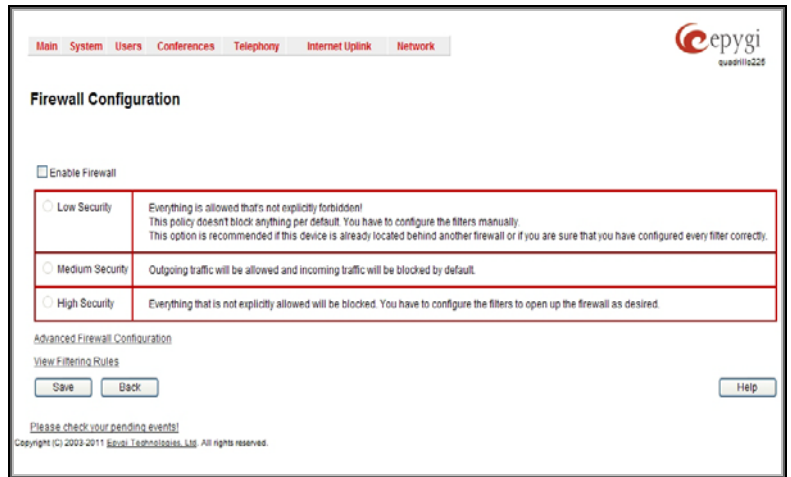 Main System Users Conferences Telephony Internet Uplink Network
epygi
quadrillo225
Firewall Configuration
Enable Firewall
Low Security
Everything is allowed that's not explicitly forbidden!
This policy doesn't block anything per default. You have to configure the filters manually.
This option is recommended if this device is already located behind another firewall or if you are sure that you have configured every filter correctly.
Medium Security
Outgoing traffic will be allowed and incoming traffic will be blocked by default.
High Security
Everything that is not explicitly allowed will be blocked. You have to configure the filters to open up the firewall as desired.
Advanced Firewall Configuration
View Filtering Rules
Save Back Help
Please check your pending events!
Copyright (C) 2003-2011 Epygi Technologies, Ltd. All rights reserved.